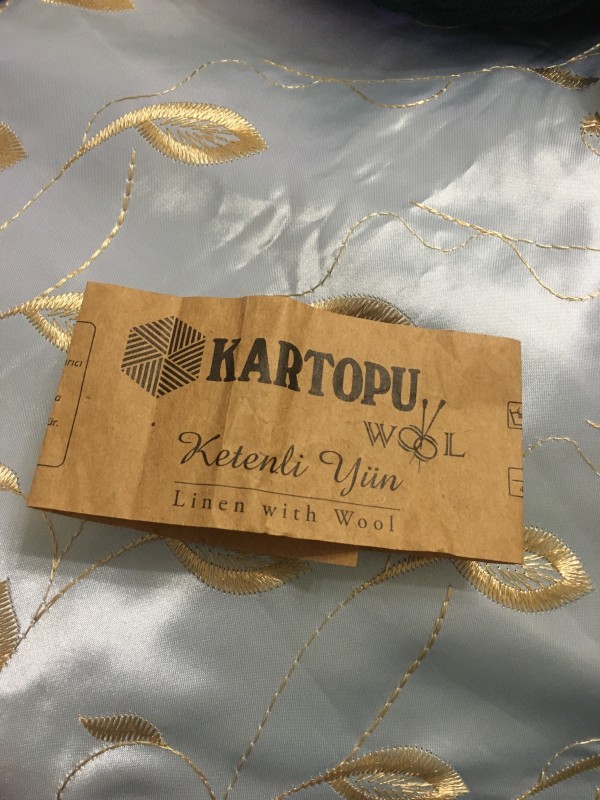 KARTOPU
WOOL
Ketenli Yün
Linen with Wool